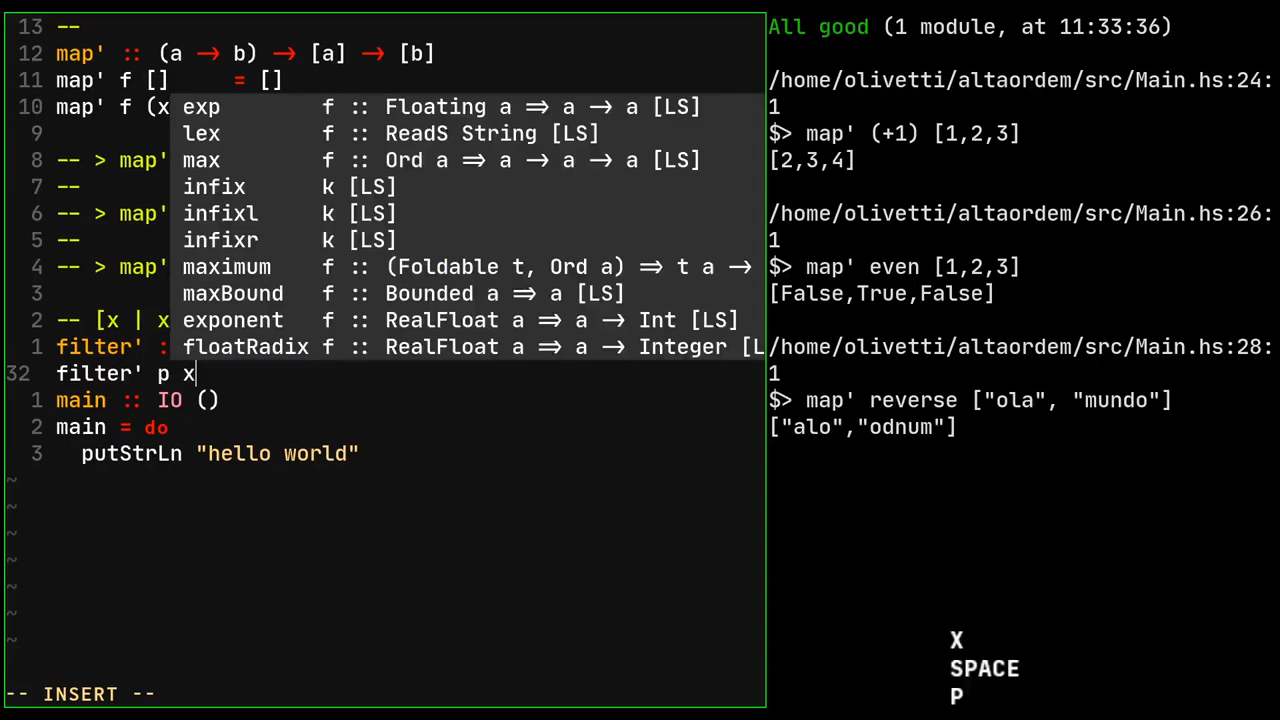 13 --
12 map' :: (a -> b) -> [a] -> [b]
11 map' f []     = []
10 map' f (x
9
8 -- > map'
7 --
6 -- > map'
5 --
4 -- > map'
3
2 -- [x | x
1 filter' :
32 filter' p x
1 main :: IO ()
2 main = do
3   putStrLn "hello world"
~
~
~
~
~
~
~
-- INSERT --
exp f :: Floating a => a -> a [LS]
lex f :: ReadS String [LS]
max f :: Ord a => a -> a -> a [LS]
infix k [LS]
infixl k [LS]
infixr k [LS]
maximum f :: (Foldable t, Ord a) => t a ->
maxBound f :: Bounded a => a [LS]
exponent f :: RealFloat a => a -> Int [LS]
floatRadix f :: RealFloat a => a -> Integer [L
All good (1 module, at 11:33:36)
/home/olivetti/altaordem/src/Main.hs:24:
1
$> map' (+1) [1,2,3]
[2,3,4]
/home/olivetti/altaordem/src/Main.hs:26:
1
$> map' even [1,2,3]
[False,True,False]
/home/olivetti/altaordem/src/Main.hs:28:
1
$> map' reverse ["ola", "mundo"]
["alo","odnum"]
X
SPACE
P